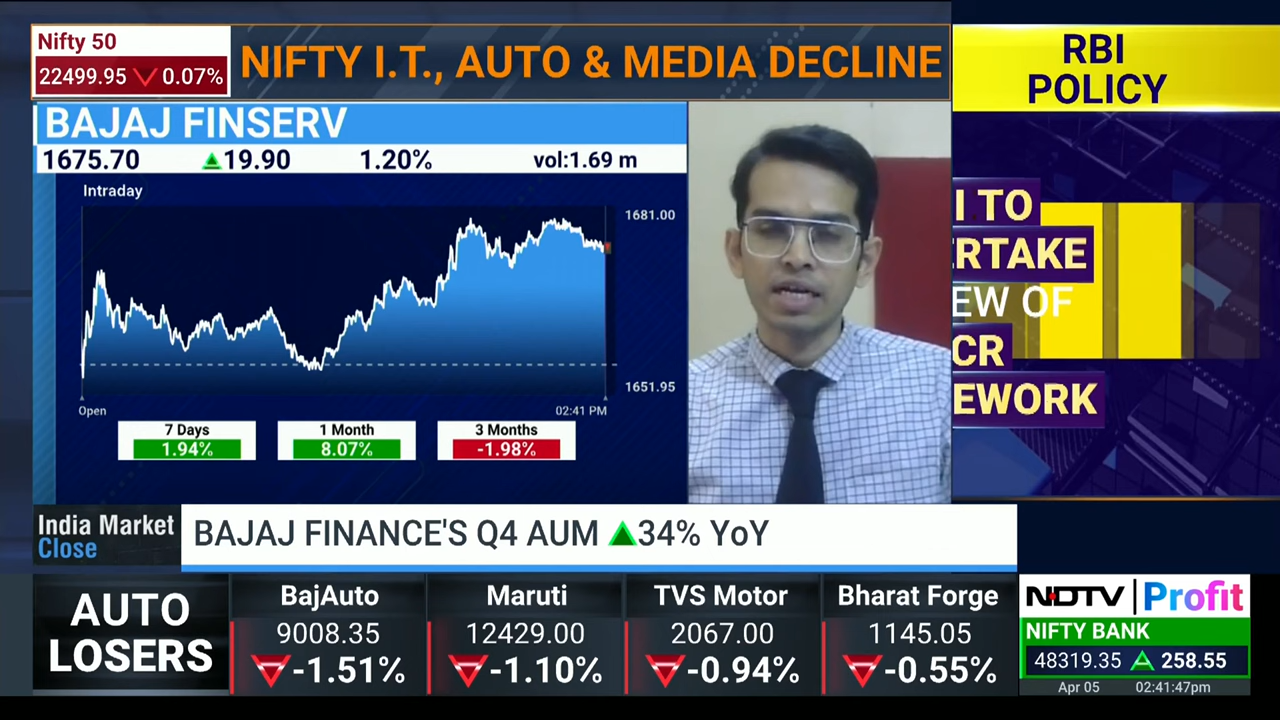 Nifty 50
22499.95 0.07%
NIFTY I.T., AUTO & MEDIA DECLINE
RBI
POLICY
BAJAJ FINSERV
1675.70 19.90 1.20% vol:1.69 m
Intraday
1681.00
1651.95
Open 02:41 PM
7 Days 1 Month 3 Months
1.94% 8.07% -1.98%
I TO
ERTAKE
EW OF
CR
EWORK
India Market
Close
BAJAJ FINANCE'S Q4 AUM 34% YoY
AUTO
LOSERS
BajAuto
9008.35
-1.51%
Maruti
12429.00
-1.10%
TVS Motor
2067.00
-0.94%
Bharat Forge
1145.05
-0.55%
NDTV Profit
NIFTY BANK
48319.35 258.55
Apr 05 02:41:47pm